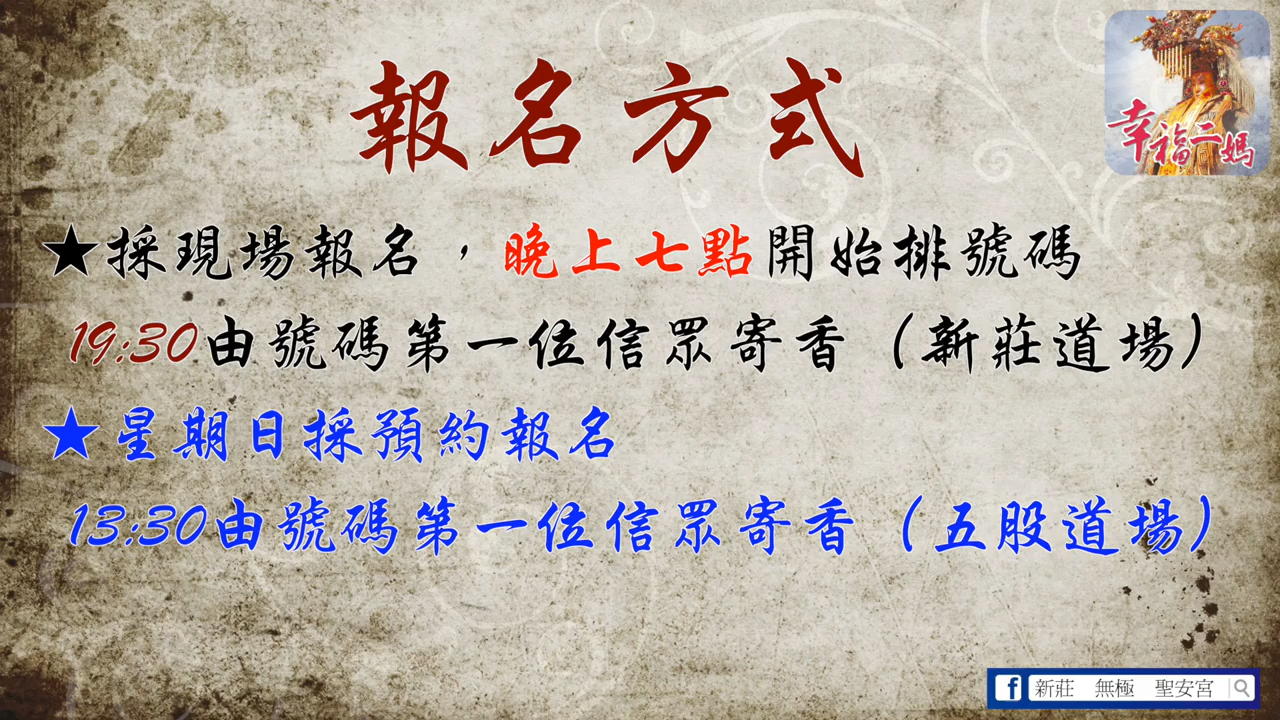 報名方式
幸福二媽
★採現場報名，晚上七點開始排號碼
19:30由號碼第一位信眾寄香（新莊道場）
★星期日採預約報名
13:30由號碼第一位信眾寄香（五股道場）
f 新莊 無極 聖安宮